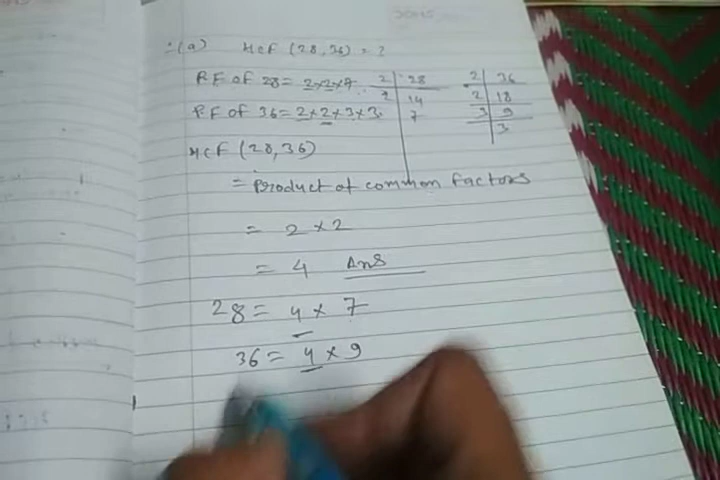 :(a) HCF (28,36) = ?
P.F of 28 = 2×2×7
P.F of 36 = 2×2×3×3
2 | 28
2 | 14
7
2 | 36
2 | 18
3 | 9
3
HCF (28,36)
= Product of common factors
= 2 × 2
= 4 Ans
28 = 4 × 7
36 = 4 × 9